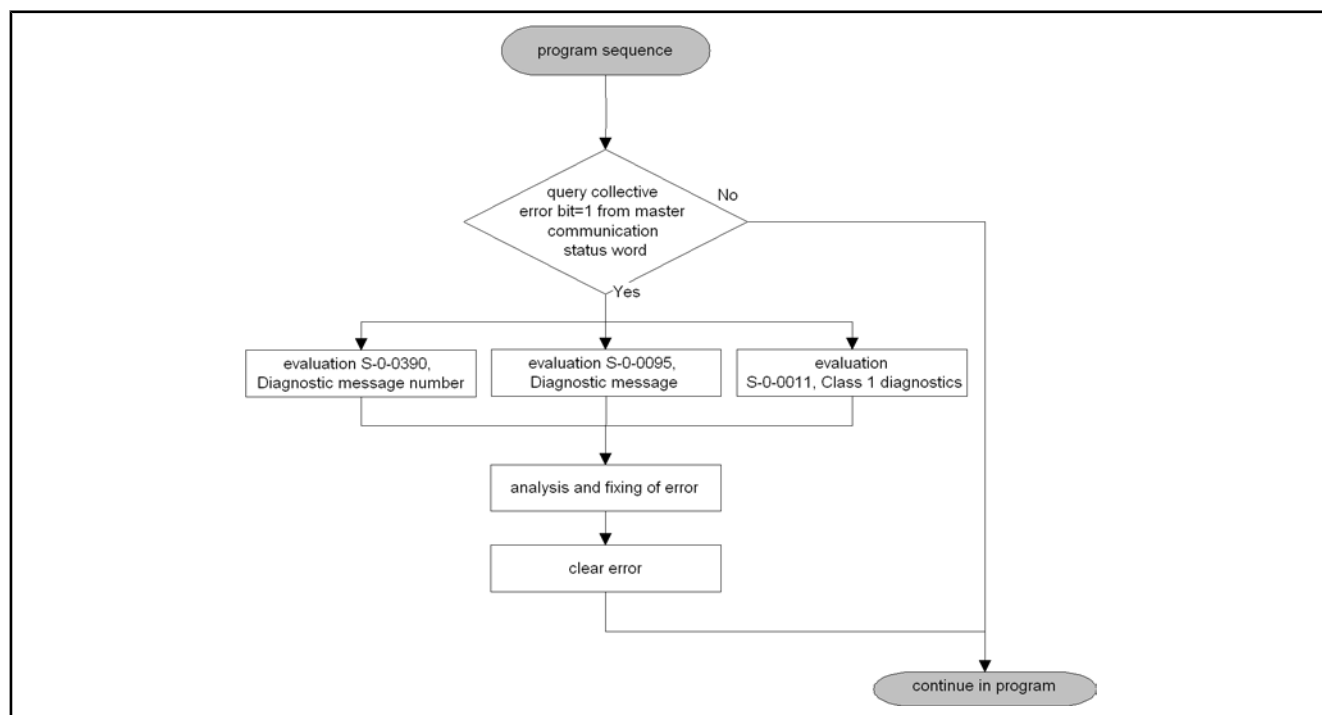 program sequence
query collective
error bit=1 from master
communication
status word
No
Yes
evaluation S-0-0390,
Diagnostic message number
evaluation S-0-0095,
Diagnostic message
evaluation
S-0-0011, Class 1 diagnostics
analysis and fixing of error
clear error
continue in program